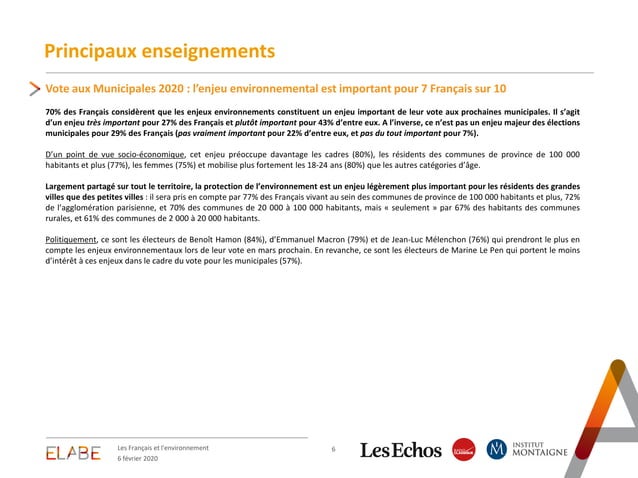 Principaux enseignements
Vote aux Municipales 2020 : l’enjeu environnemental est important pour 7 Français sur 10
70% des Français considèrent que les enjeux environnements constituent un enjeu important de leur vote aux prochaines municipales. Il s’agit
d’un enjeu très important pour 27% des Français et plutôt important pour 43% d’entre eux. A l’inverse, ce n’est pas un enjeu majeur des élections
municipales pour 29% des Français (pas vraiment important pour 22% d’entre eux, et pas du tout important pour 7%).
D’un point de vue socio-économique, cet enjeu préoccupe davantage les cadres (80%), les résidents des communes de province de 100 000
habitants et plus (77%), les femmes (75%) et mobilise plus fortement les 18-24 ans (80%) que les autres catégories d’âge.
Largement partagé sur tout le territoire, la protection de l’environnement est un enjeu légèrement plus important pour les résidents des grandes
villes que des petites villes : il sera pris en compte par 77% des Français vivant au sein des communes de province de 100 000 habitants et plus, 72%
de l’agglomération parisienne, et 70% des communes de 20 000 à 100 000 habitants, mais « seulement » par 67% des habitants des communes
rurales, et 61% des communes de 2 000 à 20 000 habitants.
Politiquement, ce sont les électeurs de Benoît Hamon (84%), d’Emmanuel Macron (79%) et de Jean-Luc Mélenchon (76%) qui prendront le plus en
compte les enjeux environnementaux lors de leur vote en mars prochain. En revanche, ce sont les électeurs de Marine Le Pen qui portent le moins
d’intérêt à ces enjeux dans le cadre du vote pour les municipales (57%).
ELABE
Les Français et l'environnement
6 février 2020
6
LesEchos
RADIO CLASSIQUE
INSTITUT
MONTAIGNE